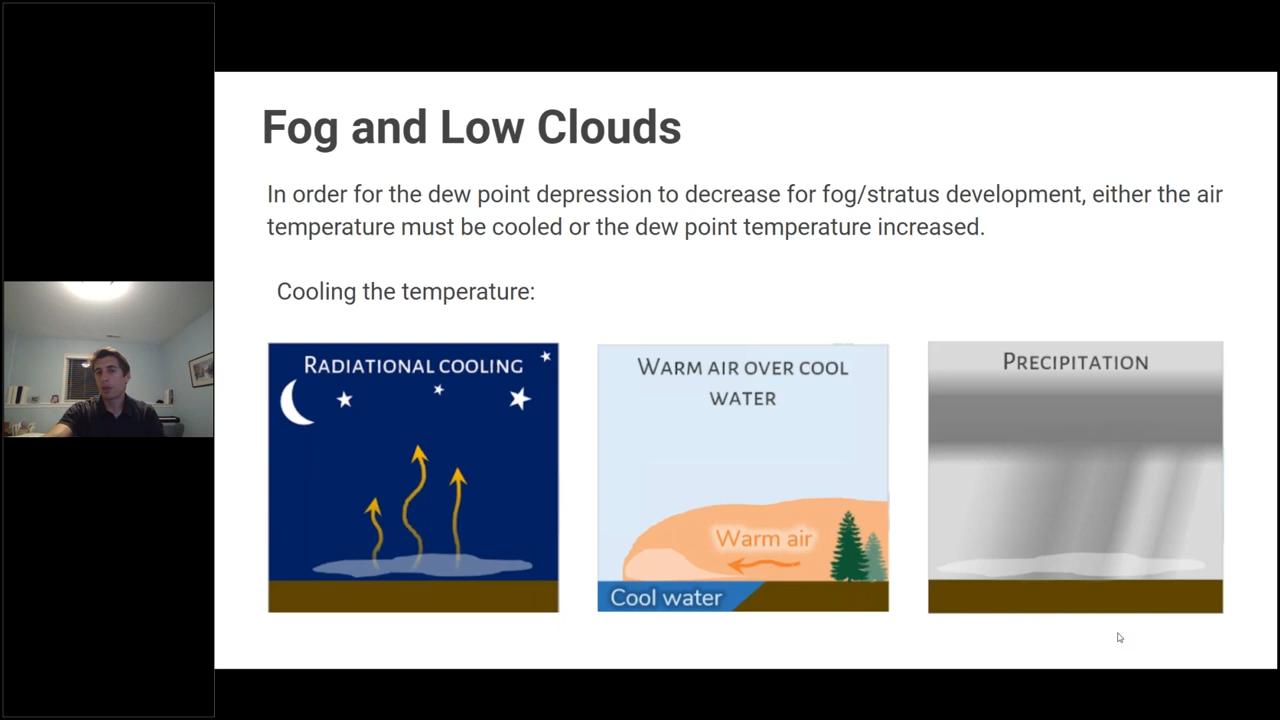 Fog and Low Clouds
In order for the dew point depression to decrease for fog/stratus development, either the air
temperature must be cooled or the dew point temperature increased.
Cooling the temperature:
RADIATIONAL COOLING
WARM AIR OVER COOL
WATER
Warm air
Cool water
PRECIPITATION